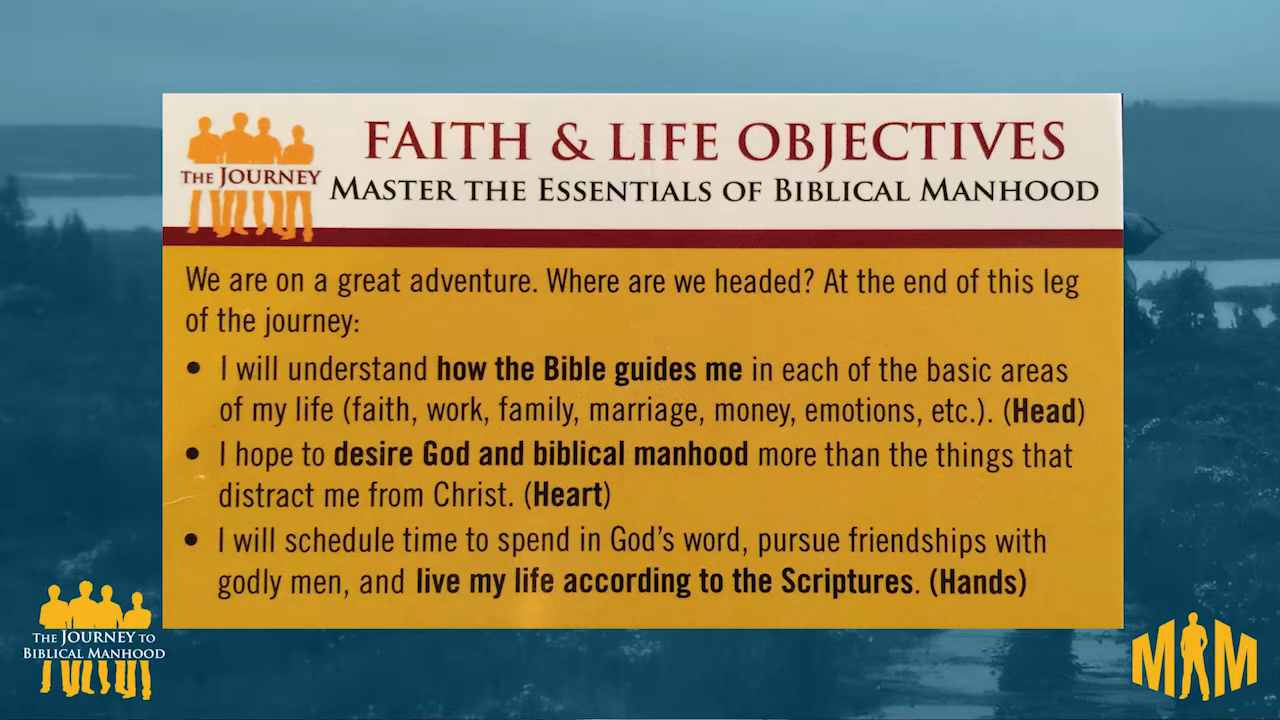 FAITH & LIFE OBJECTIVES
THE JOURNEY
MASTER THE ESSENTIALS OF BIBLICAL MANHOOD
We are on a great adventure. Where are we headed? At the end of this leg
of the journey:
• I will understand how the Bible guides me in each of the basic areas
of my life (faith, work, family, marriage, money, emotions, etc.). (Head)
• I hope to desire God and biblical manhood more than the things that
distract me from Christ. (Heart)
• I will schedule time to spend in God's word, pursue friendships with
godly men, and live my life according to the Scriptures. (Hands)
THE JOURNEY TO
BIBLICAL MANHOOD
MM